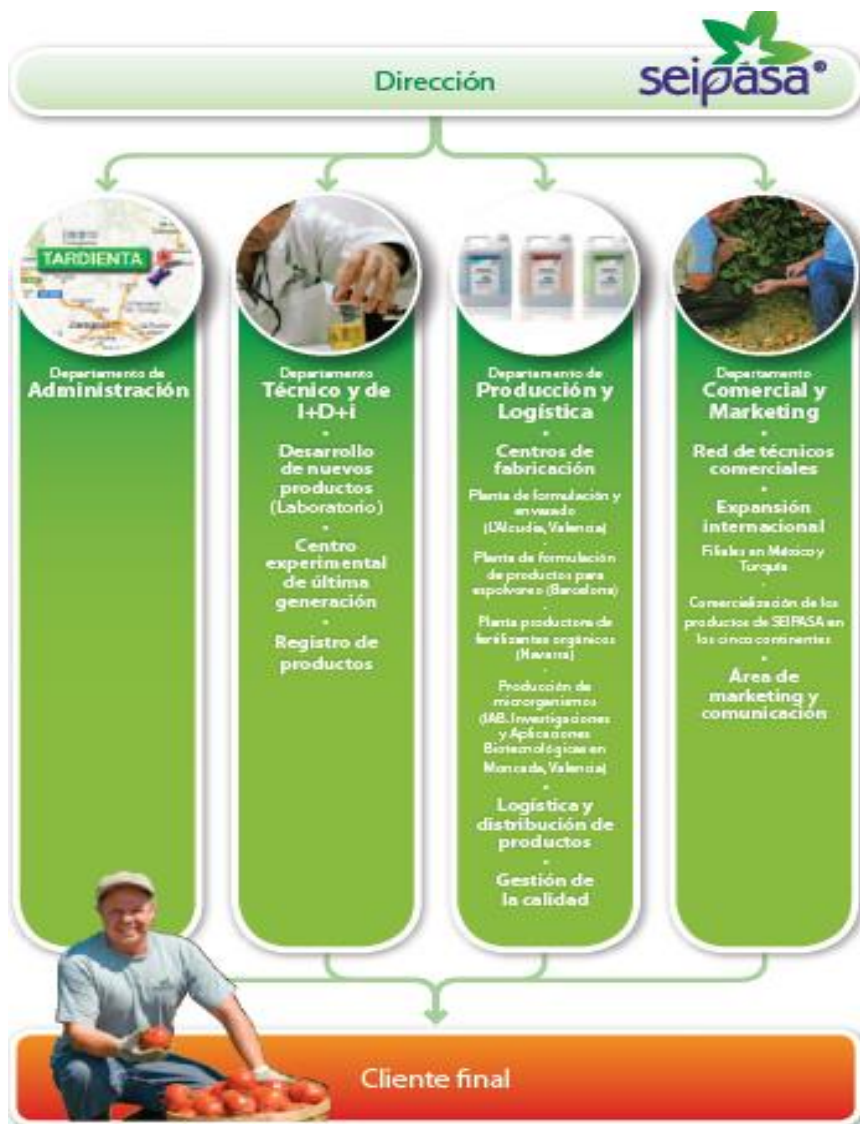 Dirección
seipasa®
TARDIENTA
Zaragoza
Departamento de
Administración
Departamento
Técnico y de
I+D+i
Desarrollo
de nuevos
productos
(Laboratorio)
Centro
experimental
de última
generación
Registro de
productos
Departamento de
Producción y
Logística
Centros de
fabricación
Planta de formulación y
envasado
(L'Alcudia, Valencia)
Planta de formulación
de productos para
espolvoreo (Barcelona)
Planta productora de
fertilizantes orgánicos
(Navarra)
Producción de
microrganismos
(IAB. Investigaciones
y Aplicaciones
Biotecnológicas en
Moncada, Valencia)
Logística y
distribución de
productos
Gestión de
la calidad
Departamento
Comercial y
Marketing
Red de técnicos
comerciales
Expansión
internacional
Filiales en México y
Turquía
Comercialización de los
productos de SEIPASA en
los cinco continentes
Area de
marketing y
comunicación
Cliente final